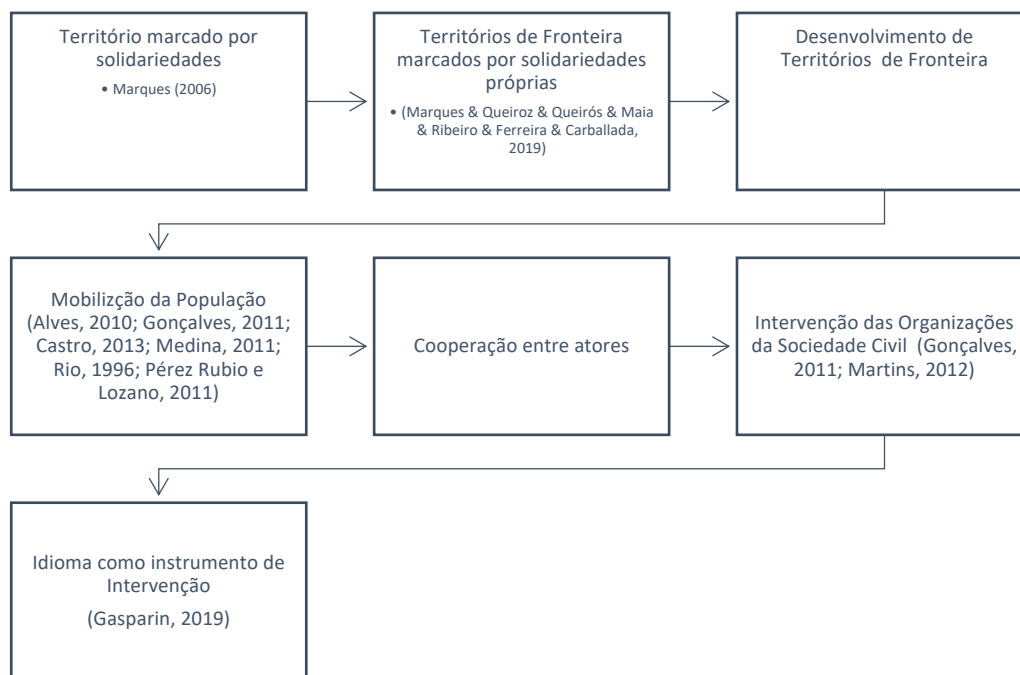 Território marcado por
solidariedades
• Marques (2006)
Territórios de Fronteira
marcados por solidariedades
próprias
• (Marques & Queiroz & Queirós & Maia
& Ribeiro & Ferreira & Carballada,
2019)
Desenvolvimento de
Territórios de Fronteira
Mobilizção da População
(Alves, 2010; Gonçalves, 2011;
Castro, 2013; Medina, 2011;
Rio, 1996; Pérez Rubio e
Lozano, 2011)
Cooperação entre atores
Intervenção das Organizações
da Sociedade Civil (Gonçalves,
2011; Martins, 2012)
Idioma como instrumento de
Intervenção
(Gasparin, 2019)